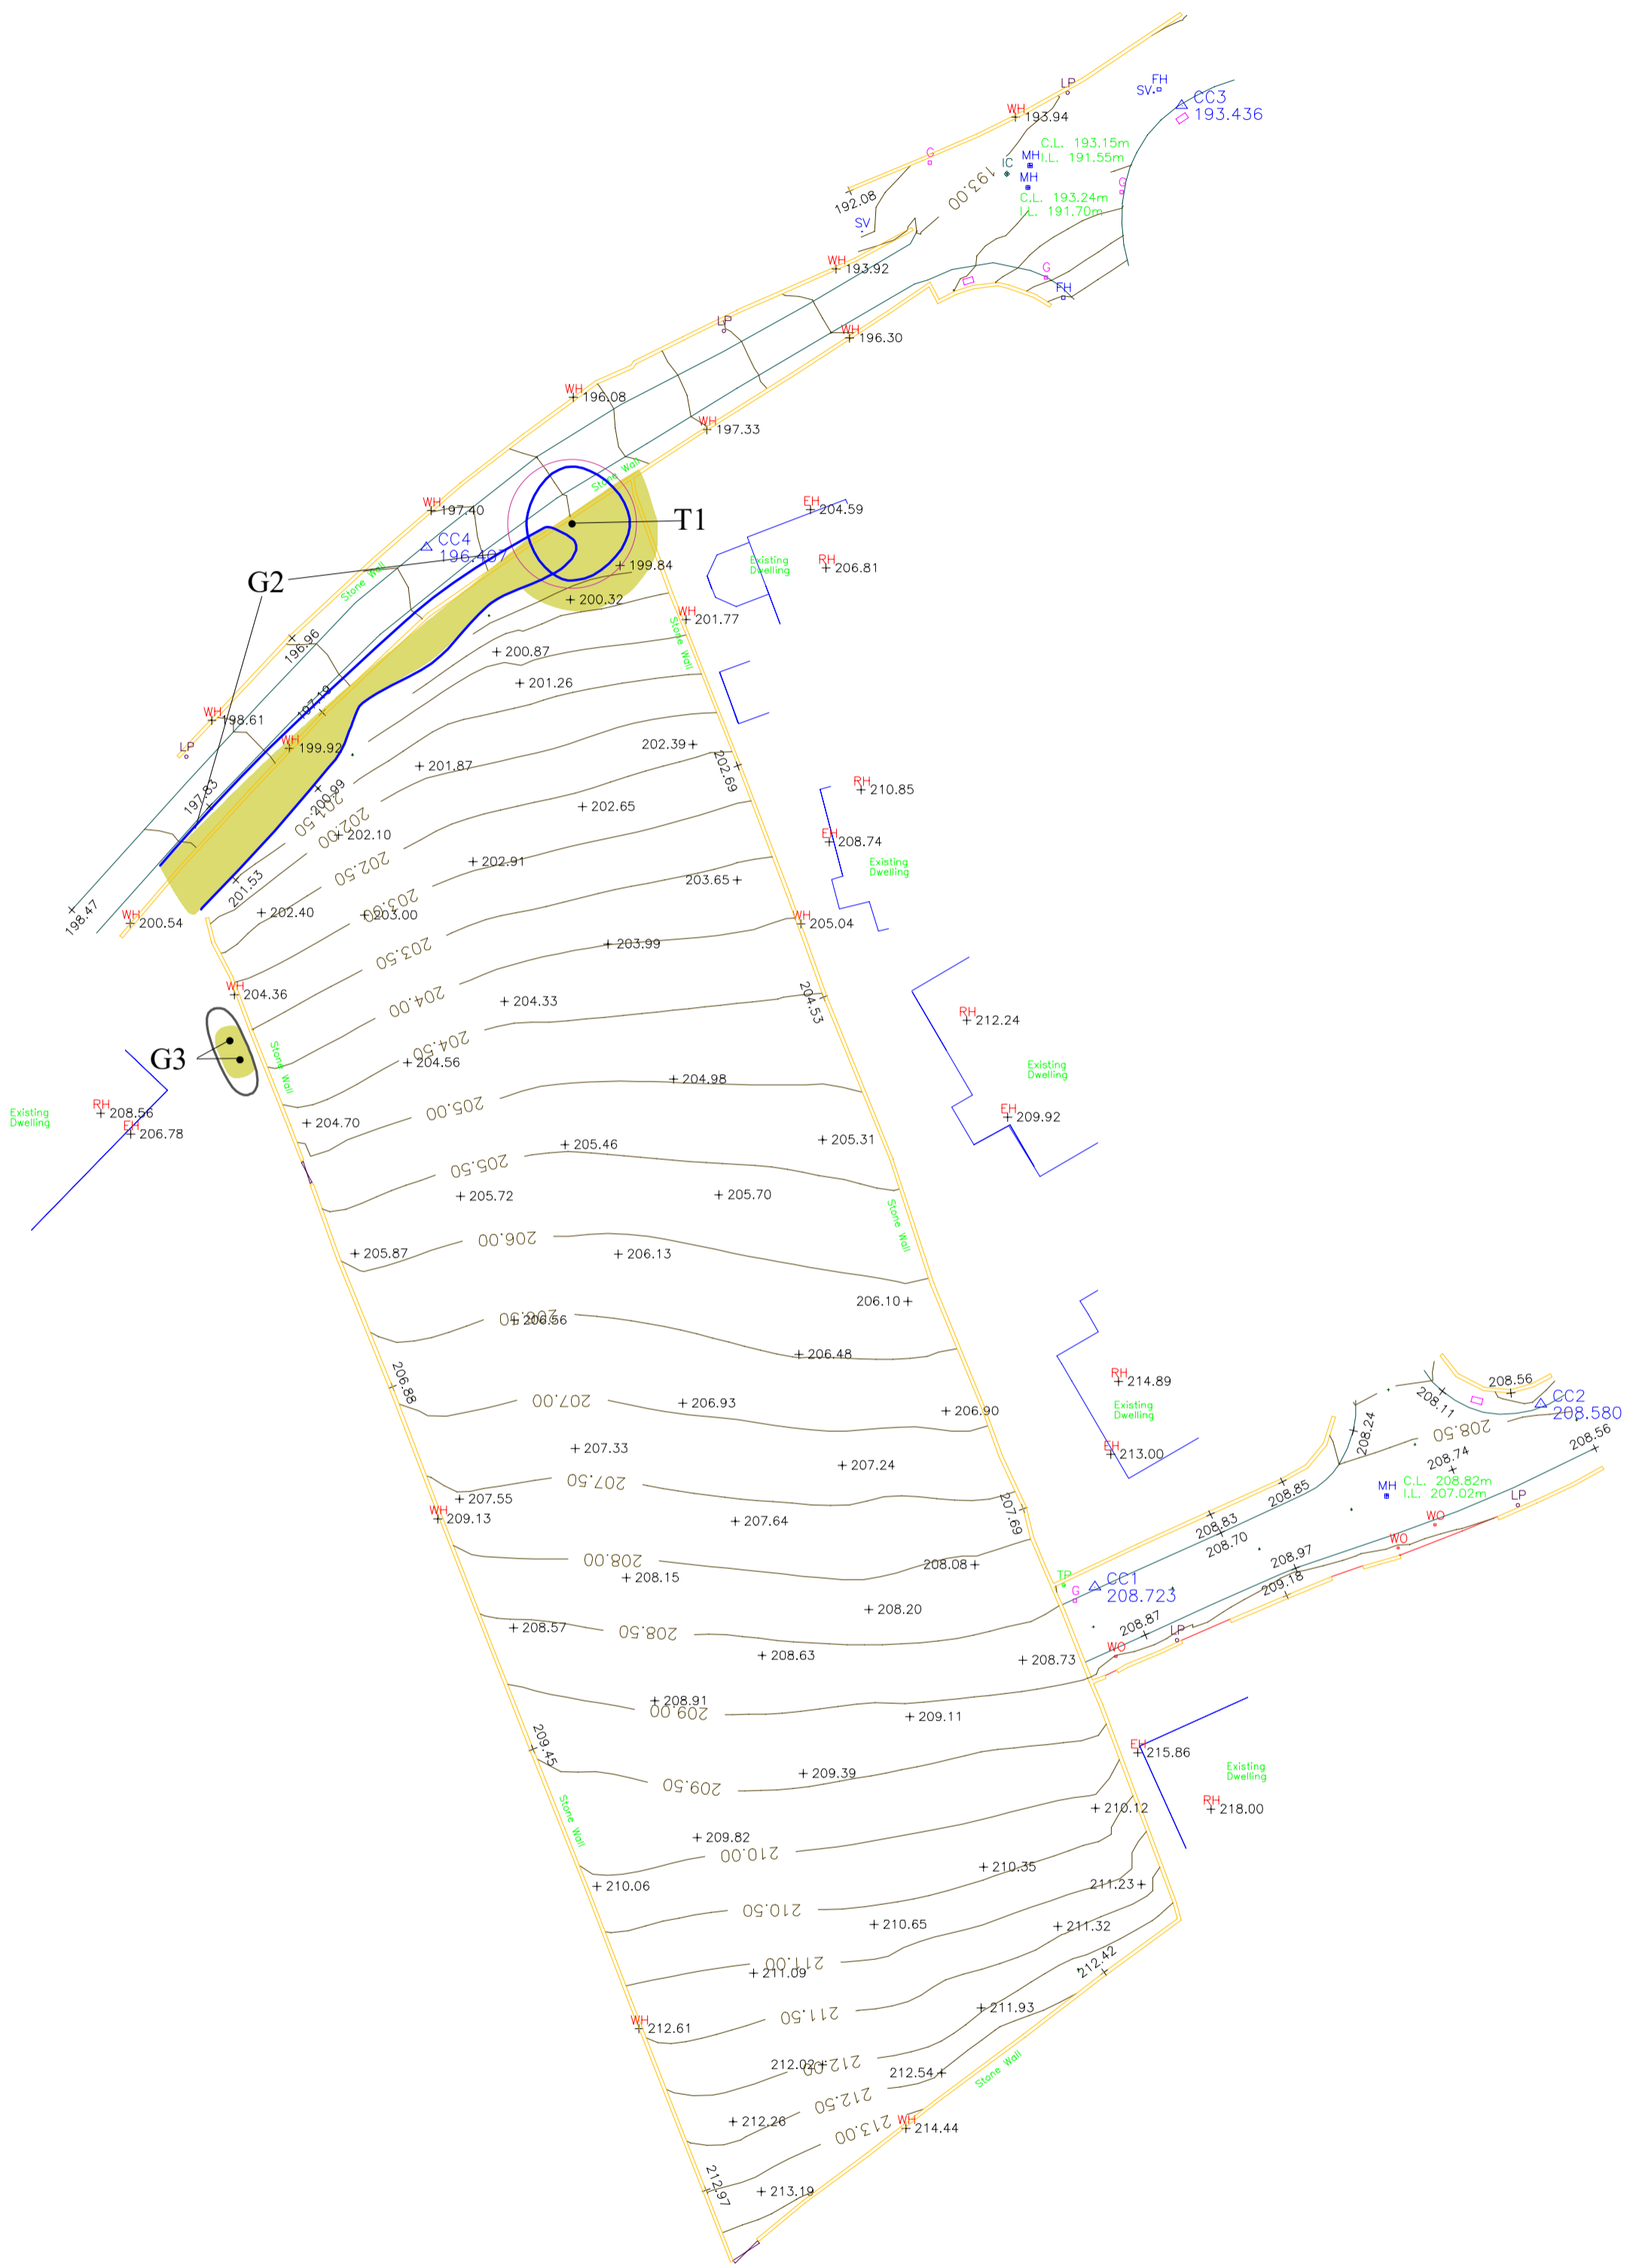 LP
FH
SV
CC3
193.436
WH
193.94
C.L. 193.15m
MH
I.L. 191.55m
G
IC
MH
G
193.00
C.L. 193.24m
I.L. 191.70m
192.08
SV
WH
193.92
G
FH
LP
WH
196.30
WH
196.08
WH
197.33
Stone Wall
WH
197.40
EH
204.59
T1
CC4
196.407
Existing
Dwelling
RH
206.81
Stone Wall
G2
199.84
200.32
WH
201.77
Stone Wall
196.96
200.87
201.26
197.19
WH
198.61
LP
WH
199.92
202.39
202.69
201.87
197.83
RH
210.85
200.99
201.50
202.65
202.00
202.10
EH
208.74
202.50
202.91
Existing
Dwelling
201.53
203.65
198.47
WH
200.54
202.40
203.00
203.00
WH
205.04
203.50
203.99
WH
204.36
204.00
204.33
204.53
RH
212.24
G3
Stone Wall
204.50
204.56
204.98
Existing
Dwelling
RH
208.56
Existing
Dwelling
EH
206.78
205.00
204.70
EH
209.92
205.46
205.31
205.50
205.72
205.70
Stone Wall
206.00
205.87
206.13
206.10
206.50
206.56
206.48
206.88
RH
214.89
207.00
206.93
206.90
Existing
Dwelling
208.11
208.56
CC2
208.580
208.24
208.50
208.56
207.33
EH
213.00
207.24
208.74
207.50
C.L. 208.82m
MH
I.L. 207.02m
207.55
WH
209.13
207.64
207.69
208.83
208.85
LP
WO
208.70
WO
208.00
208.08
208.15
208.97
TP
G
CC1
208.723
209.18
208.20
208.57
208.50
208.87
LP
WO
208.63
208.73
208.91
209.00
209.11
209.45
EH
215.86
209.39
209.50
Existing
Dwelling
RH
218.00
Stone Wall
210.12
209.82
210.00
210.35
210.06
211.23
210.50
210.65
211.32
211.00
211.09
212.42
211.50
211.93
WH
212.61
212.02
212.00
212.54
Stone Wall
212.50
212.26
213.00
WH
214.44
212.97
213.19